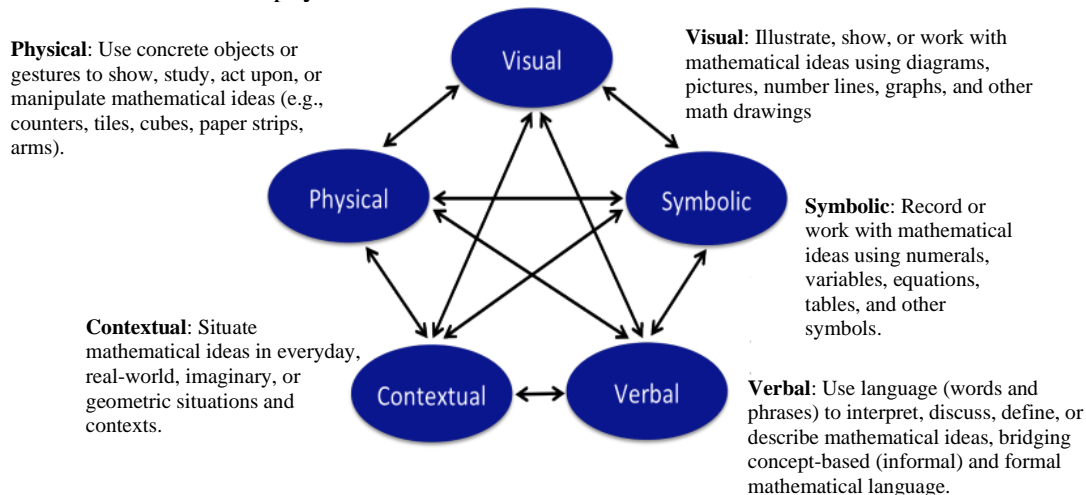 Physical: Use concrete objects or
gestures to show, study, act upon, or
manipulate mathematical ideas (e.g.,
counters, tiles, cubes, paper strips,
arms).
Visual
Visual: Illustrate, show, or work with
mathematical ideas using diagrams,
pictures, number lines, graphs, and other
math drawings
Physical
Symbolic
Symbolic: Record or
work with mathematical
ideas using numerals,
variables, equations,
tables, and other
symbols.
Contextual: Situate
mathematical ideas in everyday,
real-world, imaginary, or
geometric situations and
contexts.
Contextual
Verbal
Verbal: Use language (words and
phrases) to interpret, discuss, define, or
describe mathematical ideas, bridging
concept-based (informal) and formal
mathematical language.